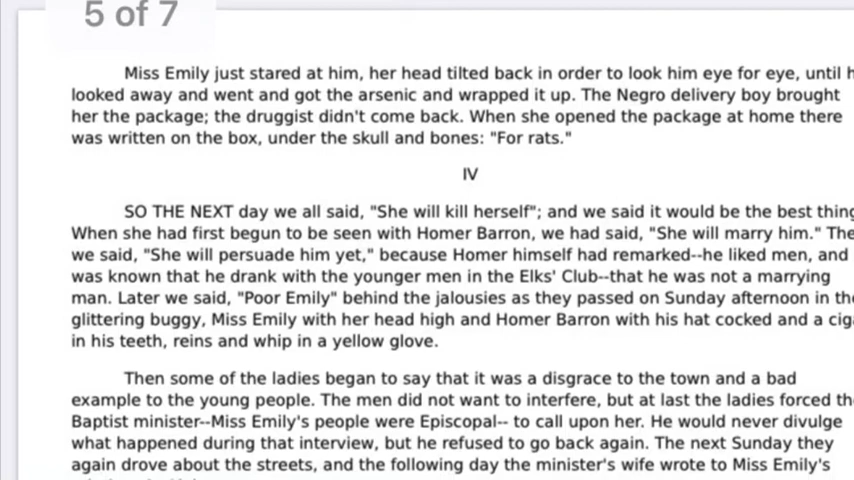 5 of 7
Miss Emily just stared at him, her head tilted back in order to look him eye for eye, until
looked away and went and got the arsenic and wrapped it up. The Negro delivery boy brought
her the package; the druggist didn't come back. When she opened the package at home there
was written on the box, under the skull and bones: "For rats."
IV
SO THE NEXT day we all said, "She will kill herself"; and we said it would be the best thing
When she had first begun to be seen with Homer Barron, we had said, "She will marry him."
we said, "She will persuade him yet," because Homer himself had remarked--he liked men, and
was known that he drank with the younger men in the Elks' Club--that he was not a marrying
man. Later we said, "Poor Emily" behind the jalousies as they passed on Sunday afternoon in
glittering buggy, Miss Emily with her head high and Homer Barron with his hat cocked and a
in his teeth, reins and whip in a yellow glove.
Then some of the ladies began to say that it was a disgrace to the town and a bad
example to the young people. The men did not want to interfere, but at last the ladies forced
Baptist minister--Miss Emily's people were Episcopal-- to call upon her. He would never divulge
what happened during that interview, but he refused to go back again. The next Sunday they
again drove about the streets, and the following day the minister's wife wrote to Miss Emily's